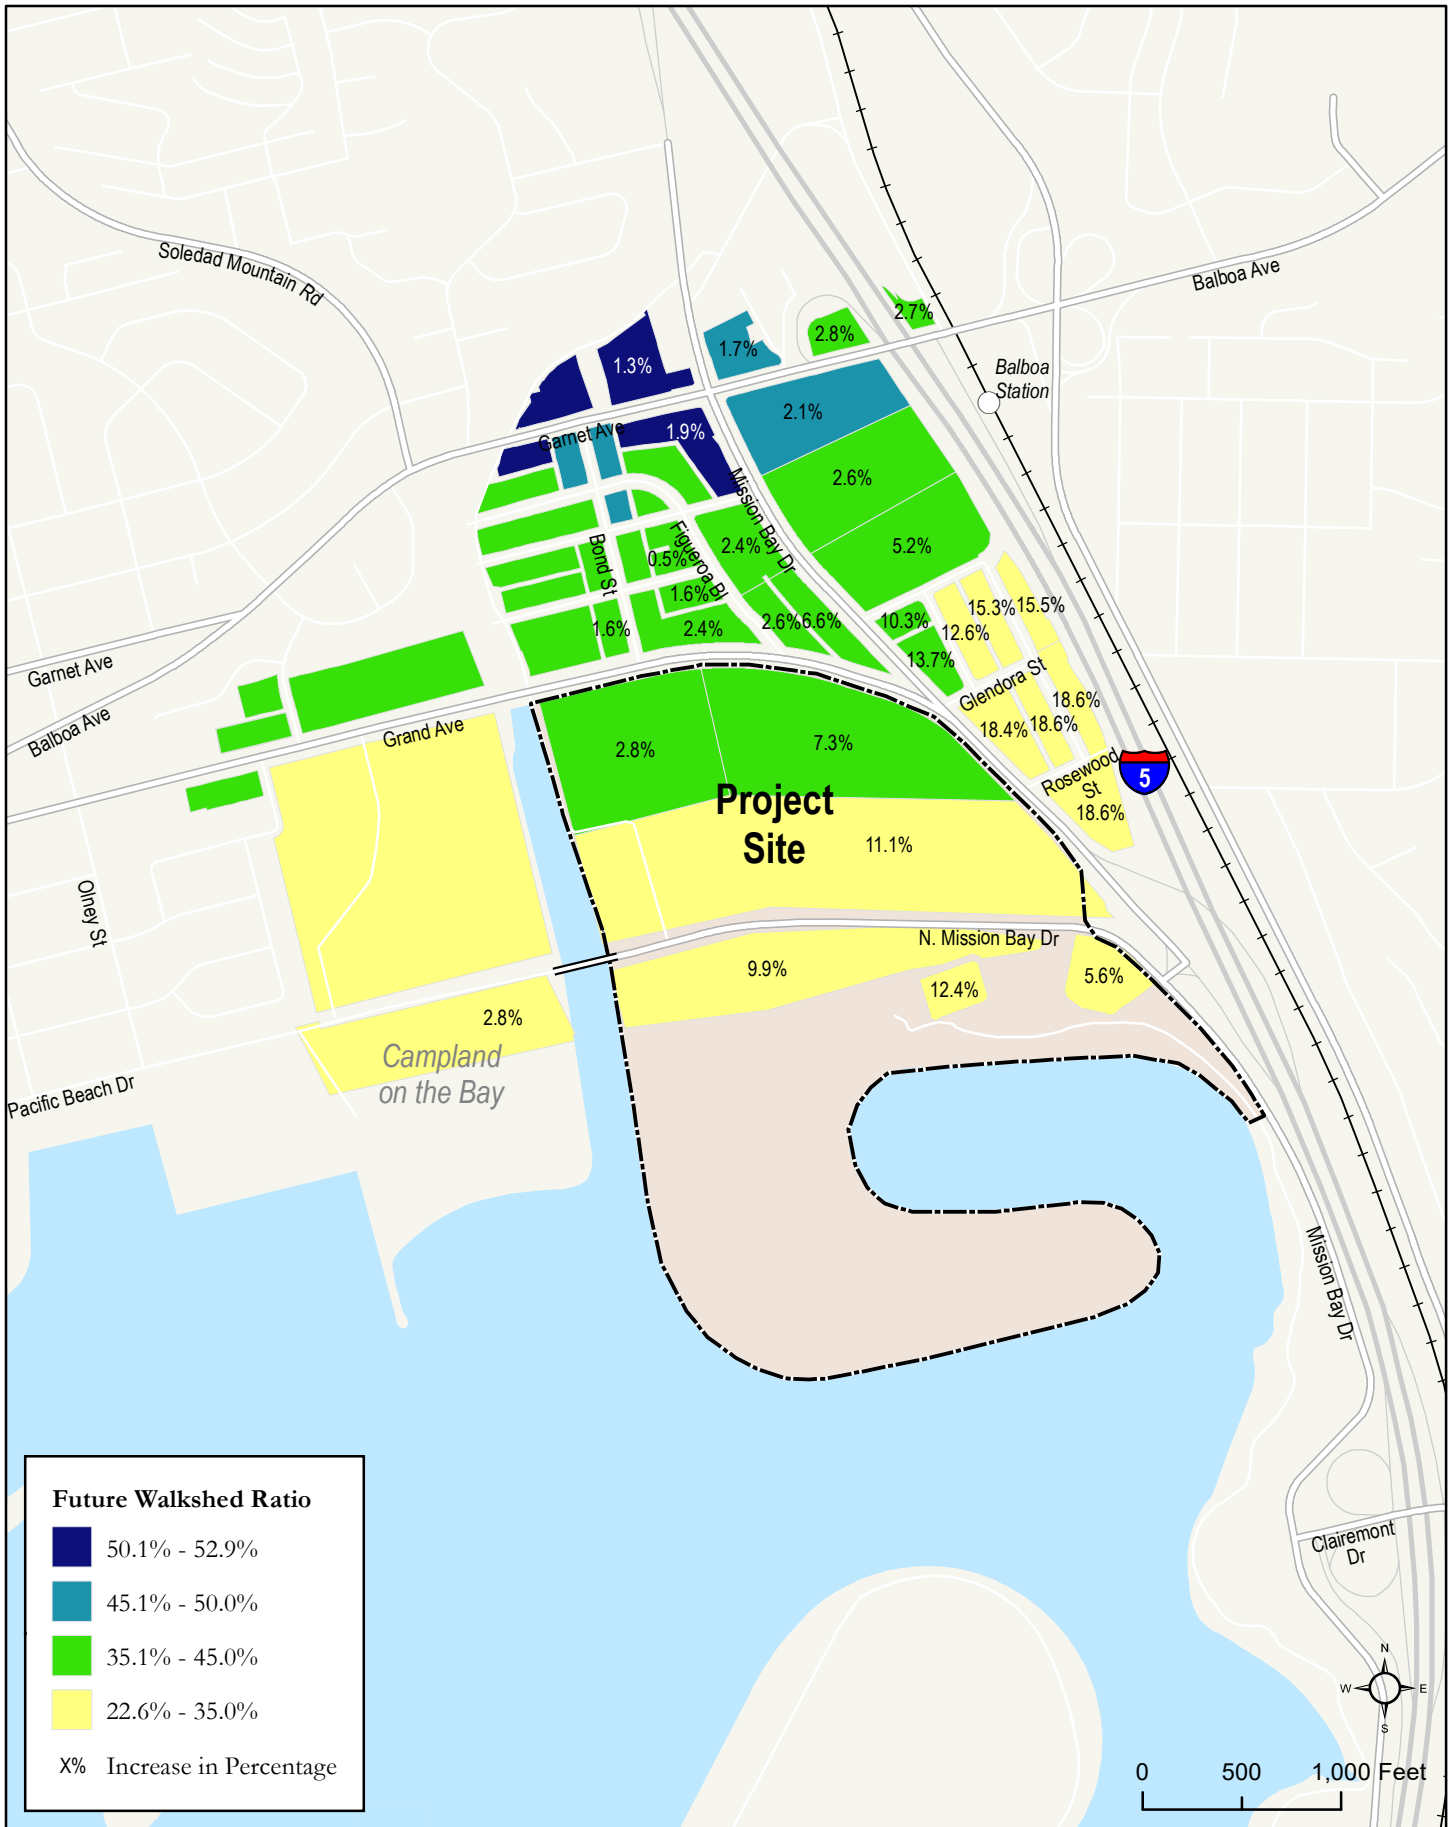 Soledad Mountain Rd
Balboa Ave
2.7%
2.8%
1.7%
1.3%
Balboa
Station
2.1%
Garnet Ave
1.9%
2.6%
Mission Bay Dr
5.2%
2.4%
Figueroa Bl
0.5%
Bond St
1.6%
15.3%
15.5%
10.3%
12.6%
2.6%
6.6%
1.6%
2.4%
13.7%
Garnet Ave
Glendora St
18.6%
18.4%
18.6%
Balboa Ave
Grand Ave
2.8%
7.3%
Rosewood
St
5
Project
Site
18.6%
11.1%
Olney St
N. Mission Bay Dr
9.9%
5.6%
12.4%
2.8%
Campland
on the Bay
Pacific Beach Dr
Mission Bay Dr
Future Walkshed Ratio
50.1% - 52.9%
45.1% - 50.0%
35.1% - 45.0%
22.6% - 35.0%
X% Increase in Percentage
Clairemont
Dr
N
W E
S
0 500 1,000 Feet